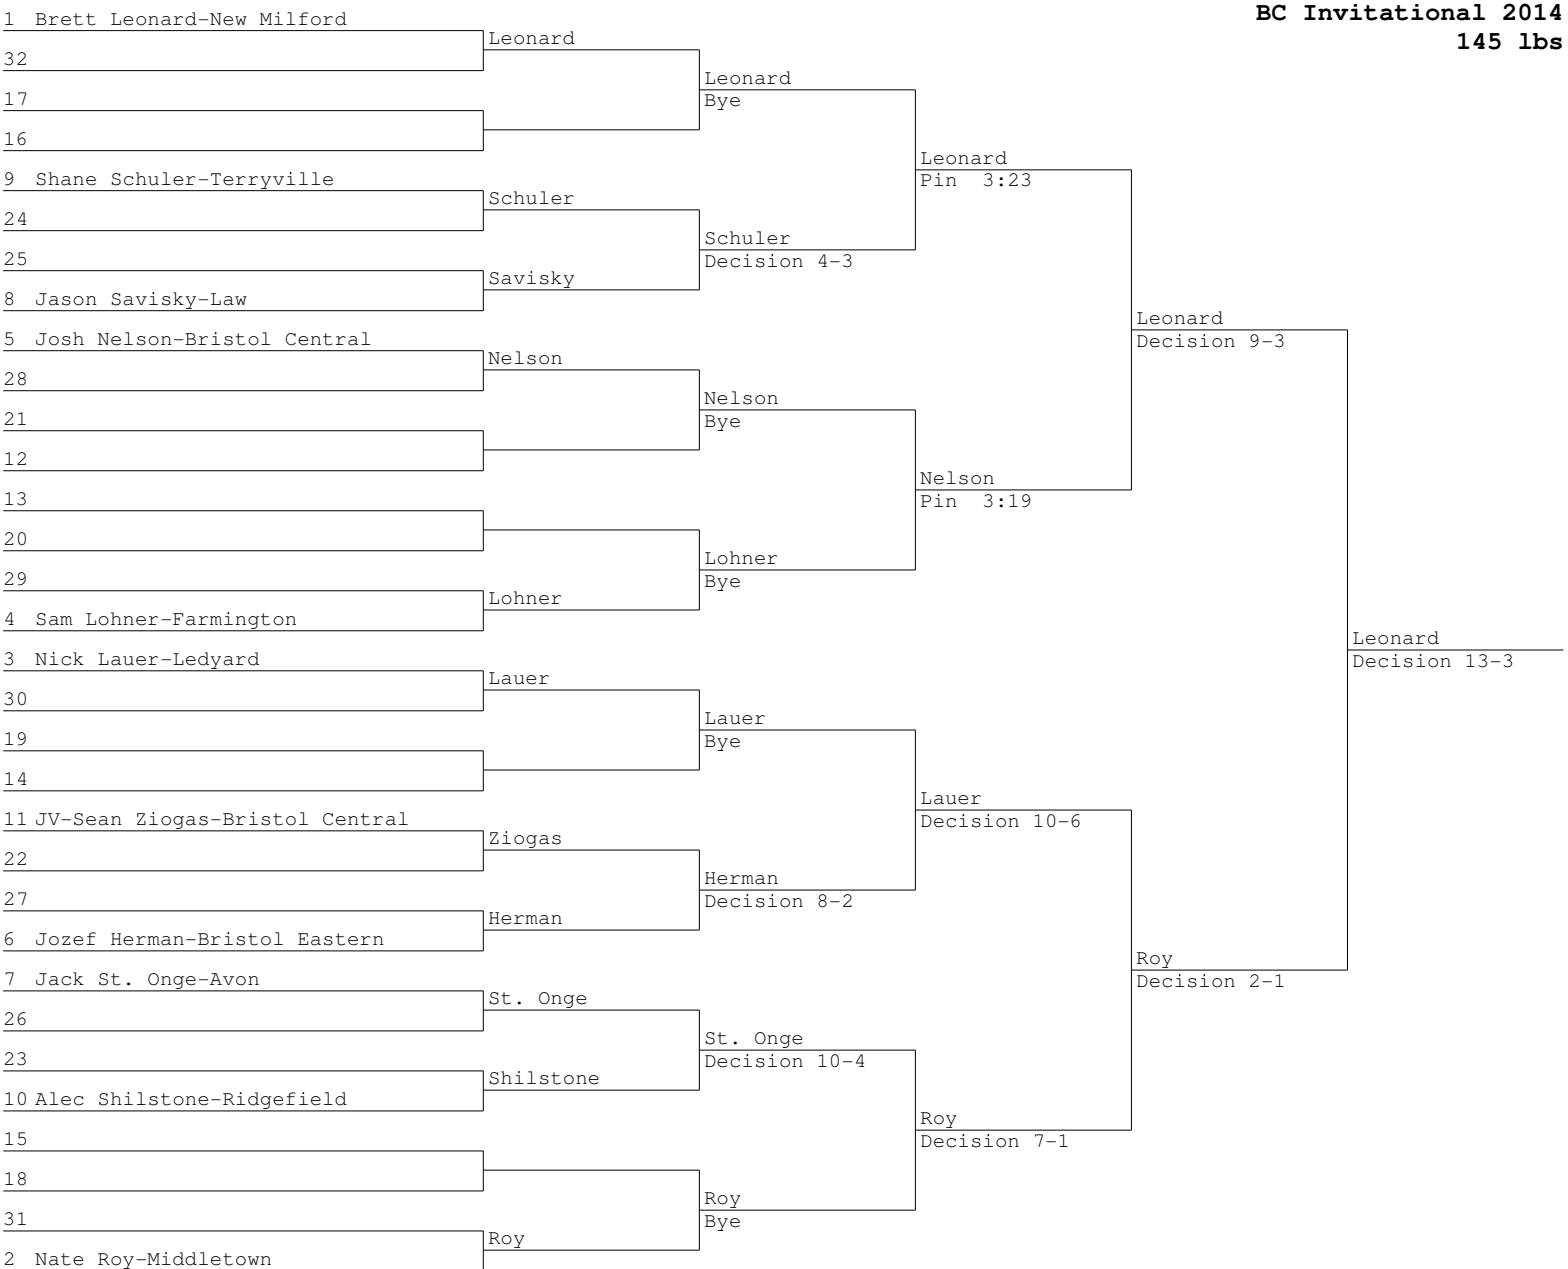 BC Invitational 2014
145 lbs
1 Brett Leonard-New Milford
32
17
16
9 Shane Schuler-Terryville
24
25
8 Jason Savisky-Law
5 Josh Nelson-Bristol Central
28
21
12
13
20
29
4 Sam Lohner-Farmington
3 Nick Lauer-Ledyard
30
19
14
11 JV-Sean Ziogas-Bristol Central
22
27
6 Jozef Herman-Bristol Eastern
7 Jack St. Onge-Avon
26
23
10 Alec Shilstone-Ridgefield
15
18
31
2 Nate Roy-Middletown
Leonard
Schuler
Savisky
Nelson
Lohner
Lauer
Ziogas
Herman
St. Onge
Shilstone
Roy
Leonard
Bye
Schuler
Decision 4-3
Nelson
Bye
Lohner
Bye
Lauer
Bye
Herman
Decision 8-2
St. Onge
Decision 10-4
Roy
Bye
Leonard
Pin 3:23
Nelson
Pin 3:19
Lauer
Decision 10-6
Roy
Decision 7-1
Leonard
Decision 9-3
Roy
Decision 2-1
Leonard
Decision 13-3